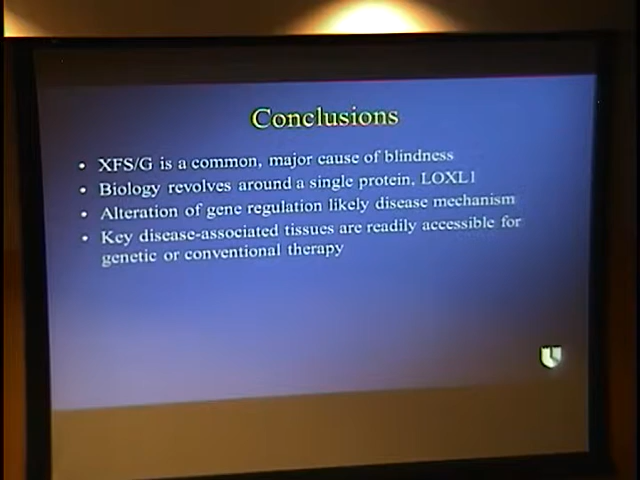 Conclusions
• XFS/G is a common, major cause of blindness
• Biology revolves around a single protein, LOXL1
• Alteration of gene regulation likely disease mechanism
• Key disease-associated tissues are readily accessible for
genetic or conventional therapy